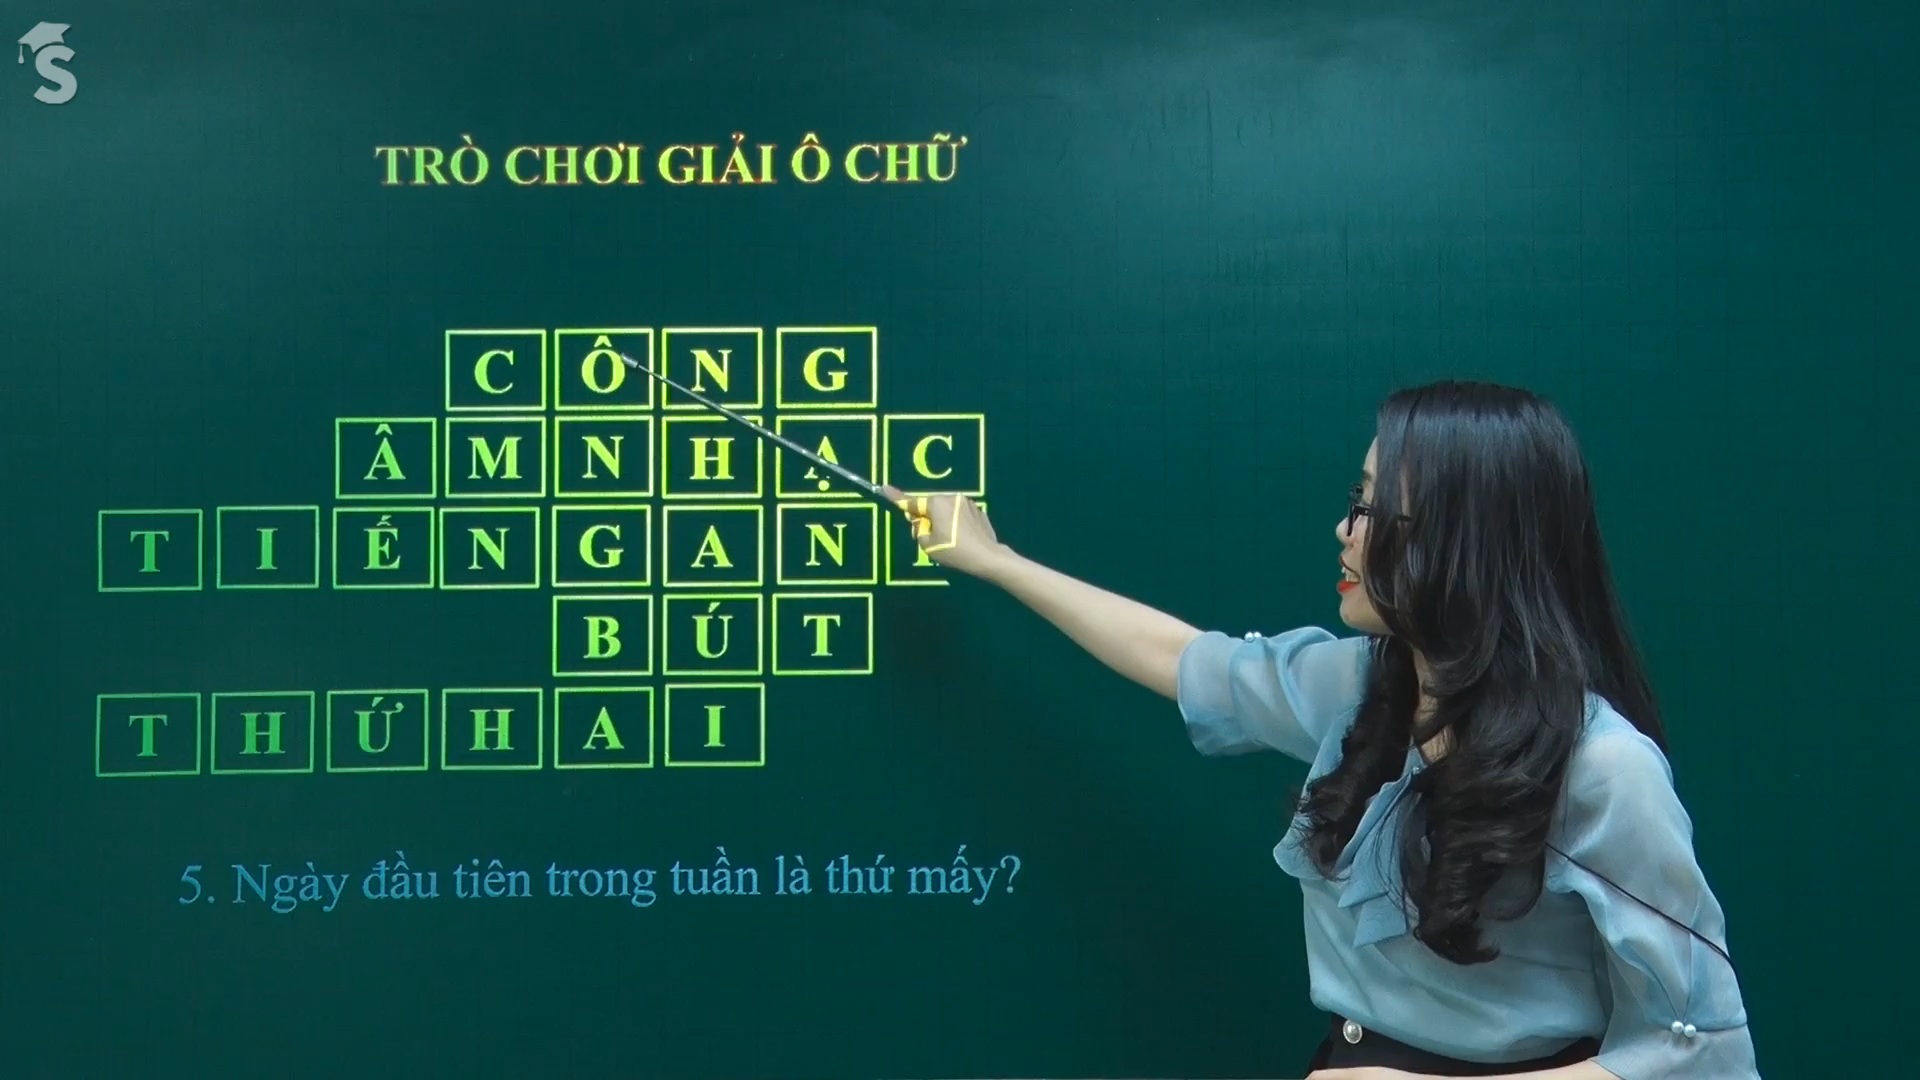 S
TRÒ CHƠI GIẢI Ô CHỮ
C Ô N G
Â M N H Ạ C
T I Ế N G A N
B Ú T
T H Ứ H A I
5. Ngày đầu tiên trong tuần là thứ mấy?